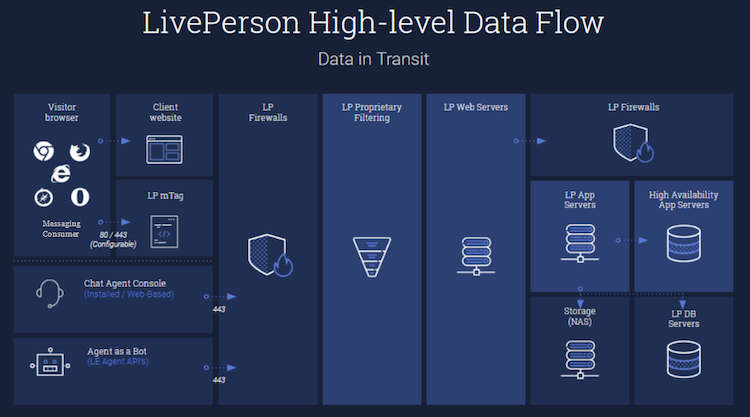 LivePerson High-level Data Flow
Data in Transit
Visitor
browser
Messaging
Consumer
80 / 443
(Configurable)
Client
website
LP mTag
Chat Agent Console
(Installed / Web-Based)
443
Agent as a Bot
(LE Agent API's)
443
LP
Firewalls
LP Proprietary
Filtering
LP Web Servers
LP Firewalls
LP App
Servers
High Availability
App Servers
Storage
(NAS)
LP DB
Servers